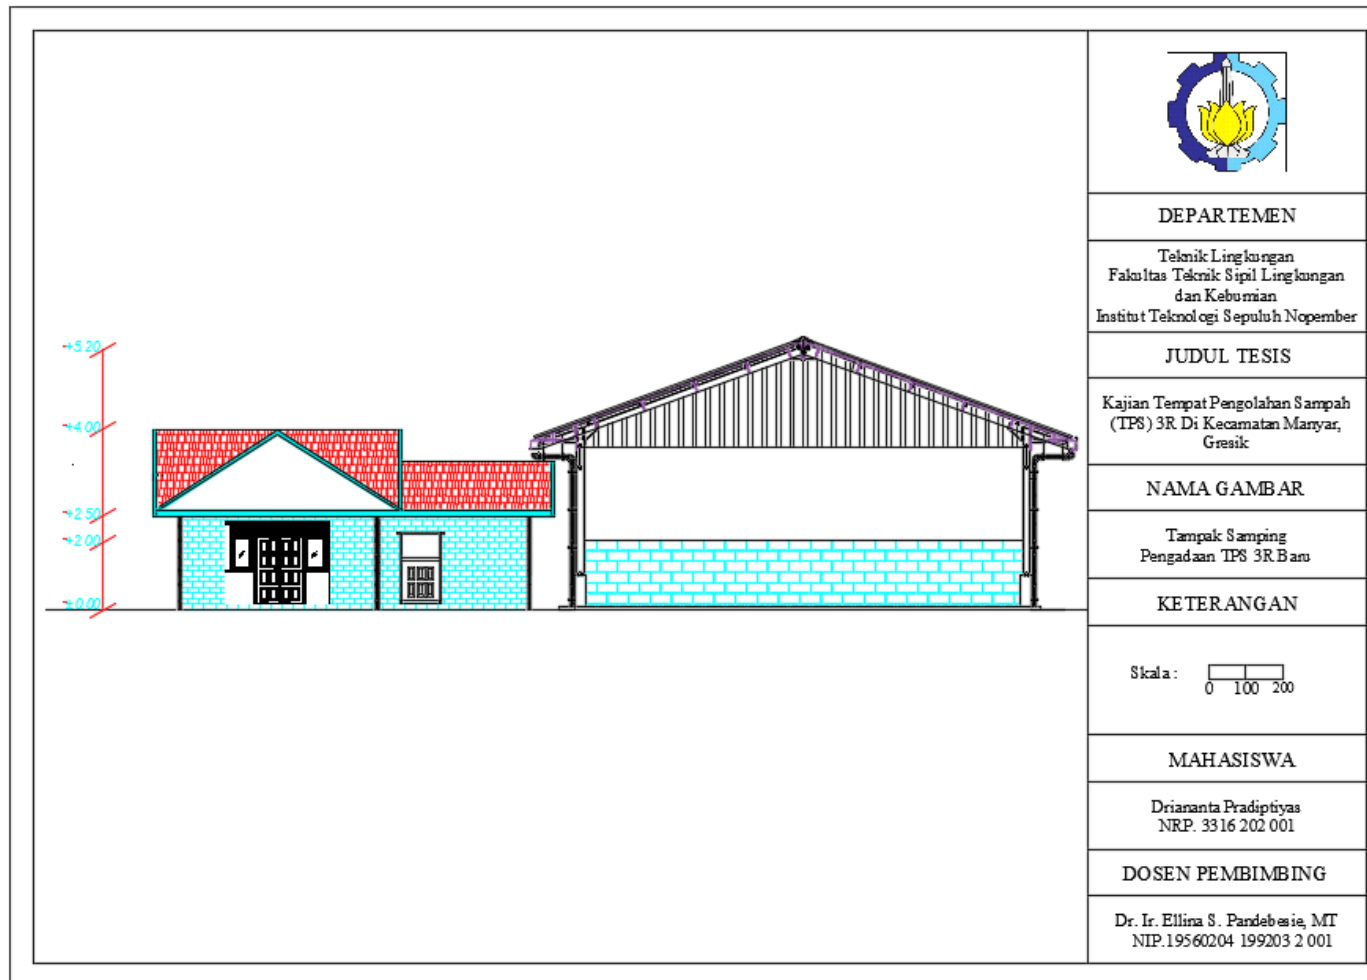 +5.20
+4.00
+2.50
+2.00
±0.00
DEPARTEMEN
Teknik Lingkungan
Fakultas Teknik Sipil Lingkungan
dan Kebumian
Institut Teknologi Sepuluh Nopember
JUDUL TESIS
Kajian Tempat Pengolahan Sampah
(TPS) 3R Di Kecamatan Manyar,
Gresik
NAMA GAMBAR
Tampak Samping
Pengadaan TPS 3R Baru
KETERANGAN
Skala :
0 100 200
MAHASISWA
Driananta Pradiptiyas
NRP. 3316 202 001
DOSEN PEMBIMBING
Dr. Ir. Ellina S. Pandebesie, MT
NIP.19560204 199203 2 001